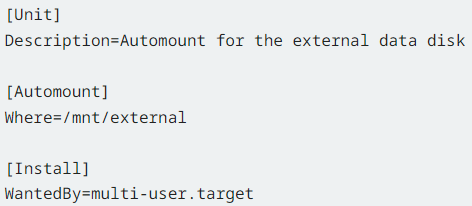 [Unit]
Description=Automount for the external data disk
[Automount]
Where=/mnt/external
[Install]
WantedBy=multi-user.target